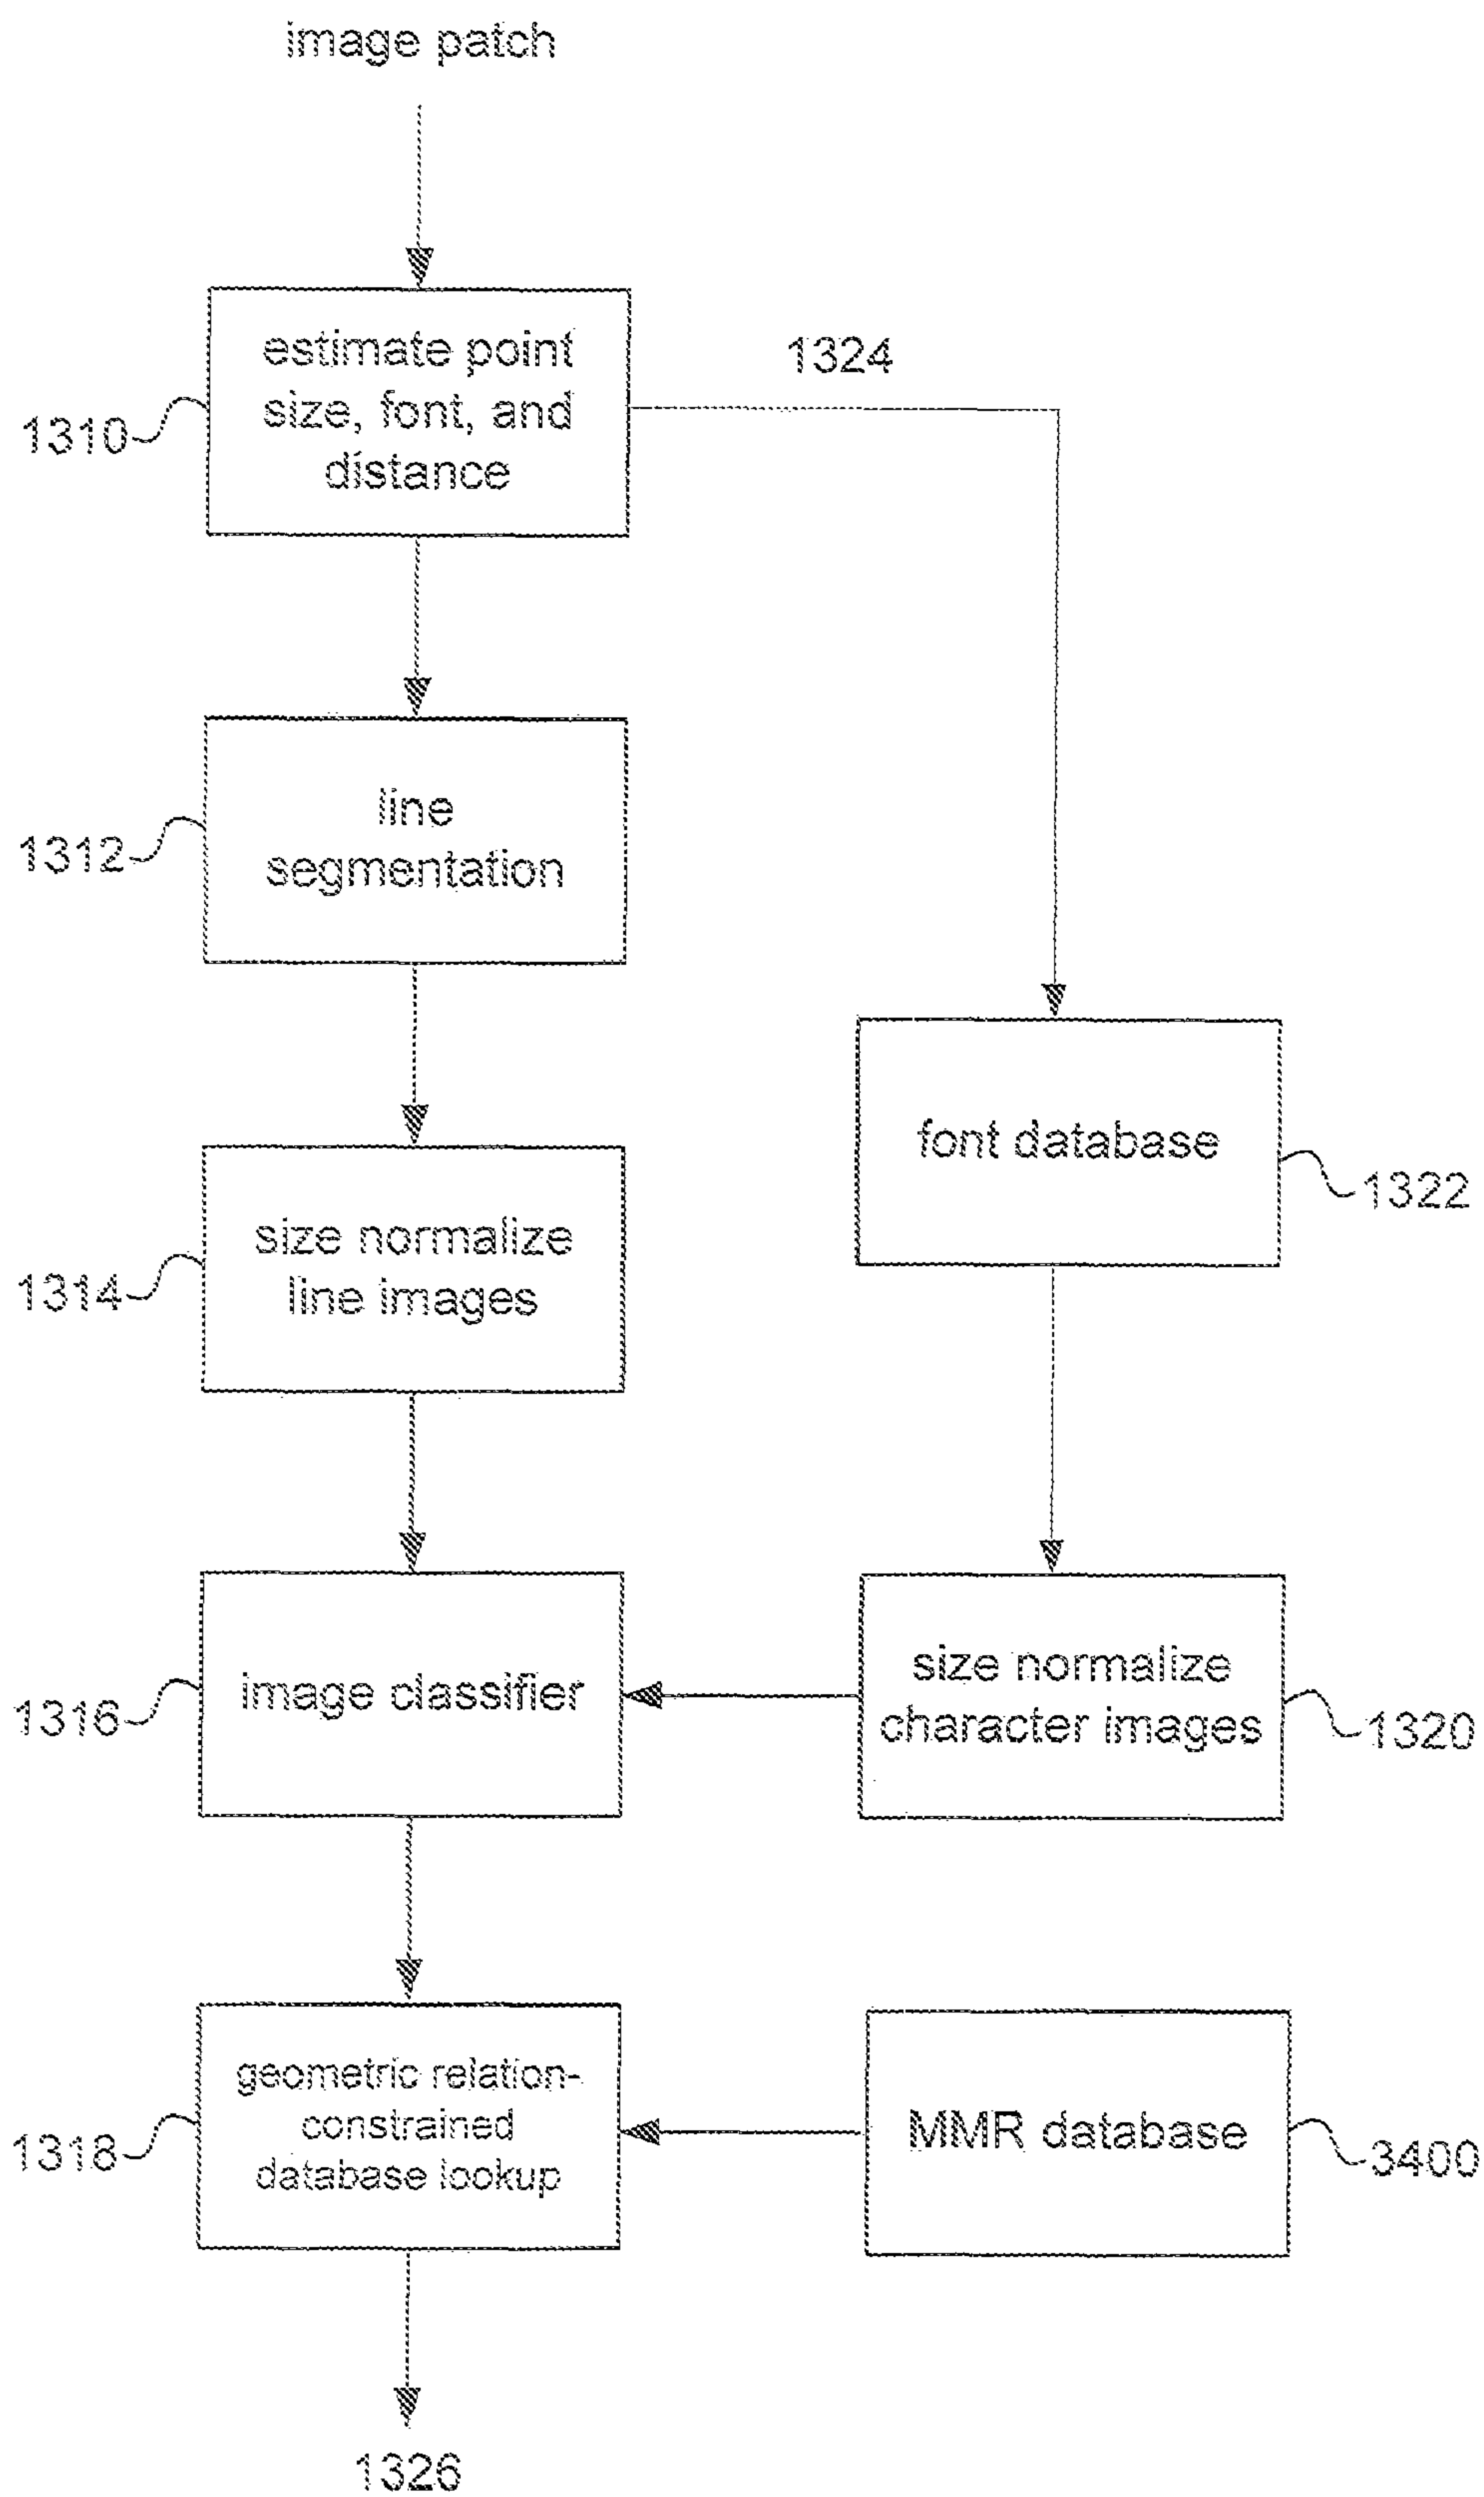 image patch
estimate point
size, font, and
distance
1310
1324
line
segmentation
1312
font database
1322
size normalize
line images
1314
image classifier
1316
size normalize
character images
1320
geometric relation-
constrained
database lookup
1318
MMR database
3400
1326